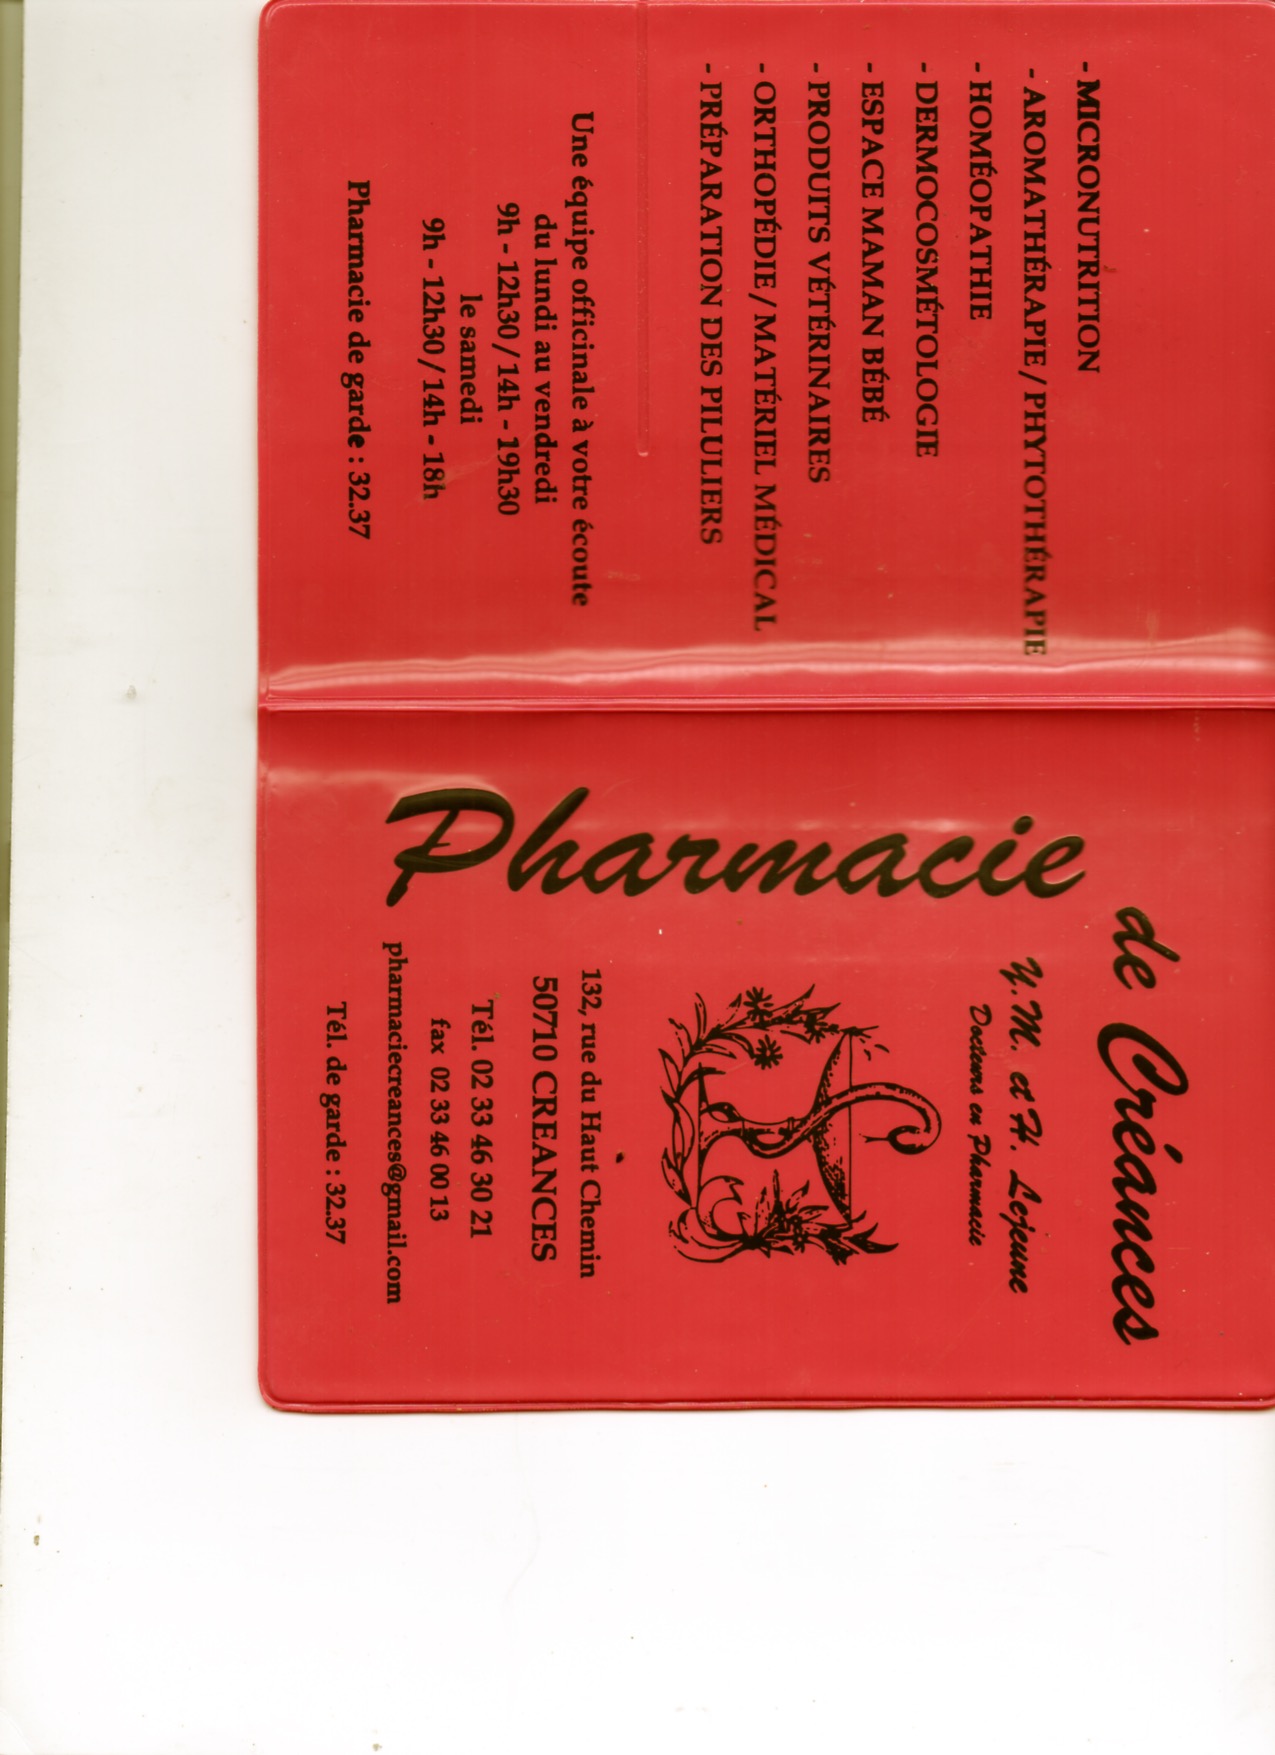 - MICRONUTRITION
- AROMATHÉRAPIE / PHYTOTHÉRAPIE
- HOMÉOPATHIE
- DERMOCOSMÉTOLOGIE
- ESPACE MAMAN BÉBÉ
- PRODUITS VÉTÉRINAIRES
- ORTHOPÉDIE / MATÉRIEL MÉDICAL
- PRÉPARATION DES PILULIERS
Une équipe officinale à votre écoute
du lundi au vendredi
9h - 12h30 / 14h - 19h30
le samedi
9h - 12h30 / 14h - 18h
Pharmacie de garde : 32.37
Pharmacie
de Créances
Y.M. et H. Lejeune
Docteurs en Pharmacie
132, rue du Haut Chemin
50710 CREANCES
Tél. 02 33 46 30 21
fax 02 33 46 00 13
pharmaciecreances@gmail.com
Tél. de garde : 32.37